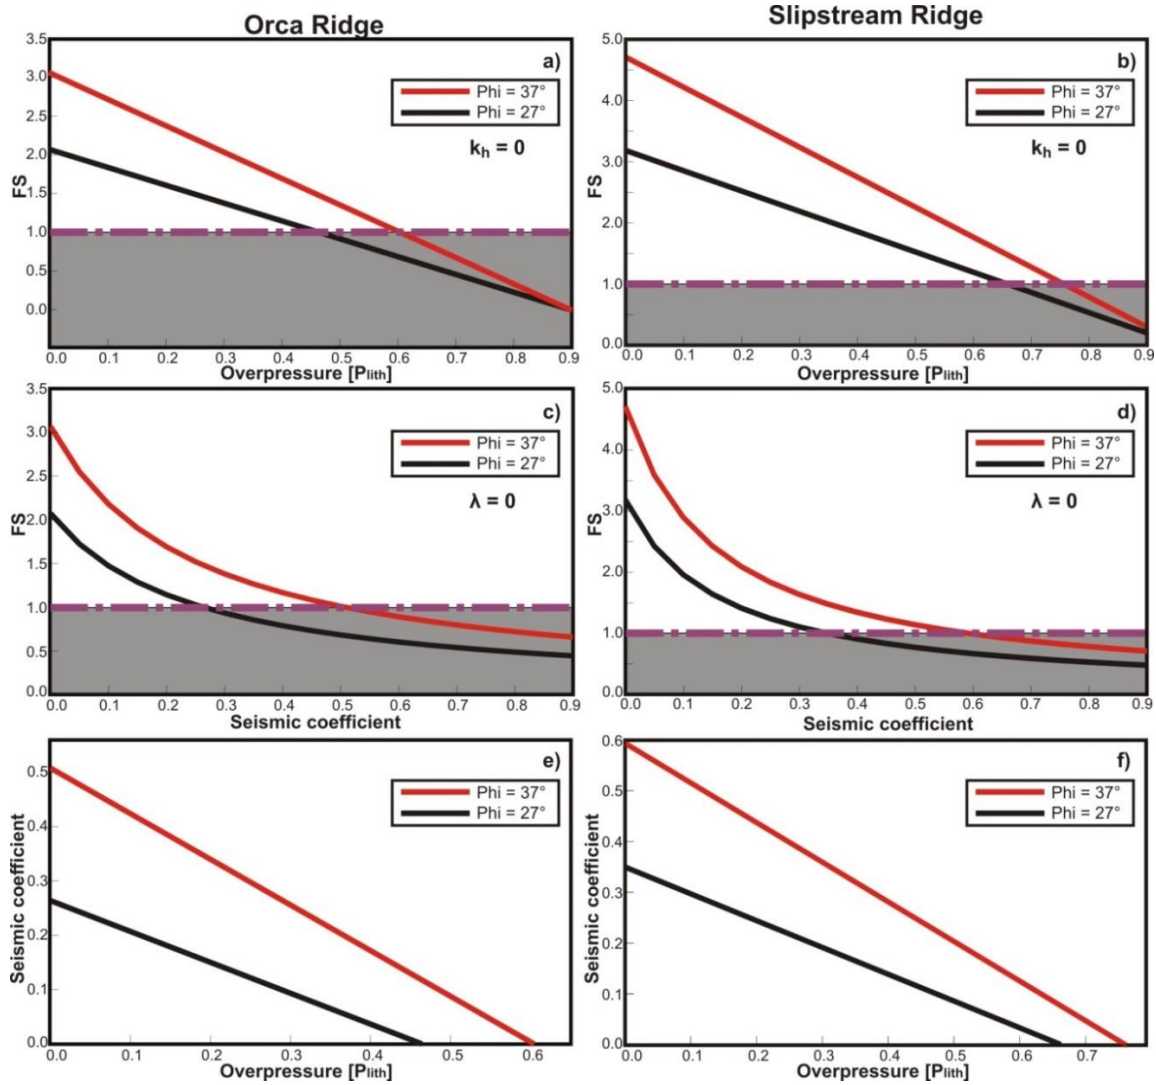 Orca Ridge
Slipstream Ridge
3.5
3.0
2.5
2.0
1.5
1.0
0.5
0.0
FS
a)
Phi = 37°
Phi = 27°
kh = 0
0.0 0.1 0.2 0.3 0.4 0.5 0.6 0.7 0.8 0.9
Overpressure [Plith]
5.0
4.0
3.0
2.0
1.0
0.0
FS
b)
Phi = 37°
Phi = 27°
kh = 0
0.0 0.1 0.2 0.3 0.4 0.5 0.6 0.7 0.8 0.9
Overpressure [Plith]
3.5
3.0
2.5
2.0
1.5
1.0
0.5
0.0
FS
c)
Phi = 37°
Phi = 27°
λ = 0
0.0 0.1 0.2 0.3 0.4 0.5 0.6 0.7 0.8 0.9
Seismic coefficient
5.0
4.0
3.0
2.0
1.0
0.0
FS
d)
Phi = 37°
Phi = 27°
λ = 0
0.0 0.1 0.2 0.3 0.4 0.5 0.6 0.7 0.8 0.9
Seismic coefficient
0.5
0.4
0.3
0.2
0.1
0.0
Seismic coefficient
e)
Phi = 37°
Phi = 27°
0.0 0.1 0.2 0.3 0.4 0.5 0.6
Overpressure [Plith]
0.6
0.5
0.4
0.3
0.2
0.1
0.0
Seismic coefficient
f)
Phi = 37°
Phi = 27°
0.0 0.1 0.2 0.3 0.4 0.5 0.6 0.7
Overpressure [Plith]